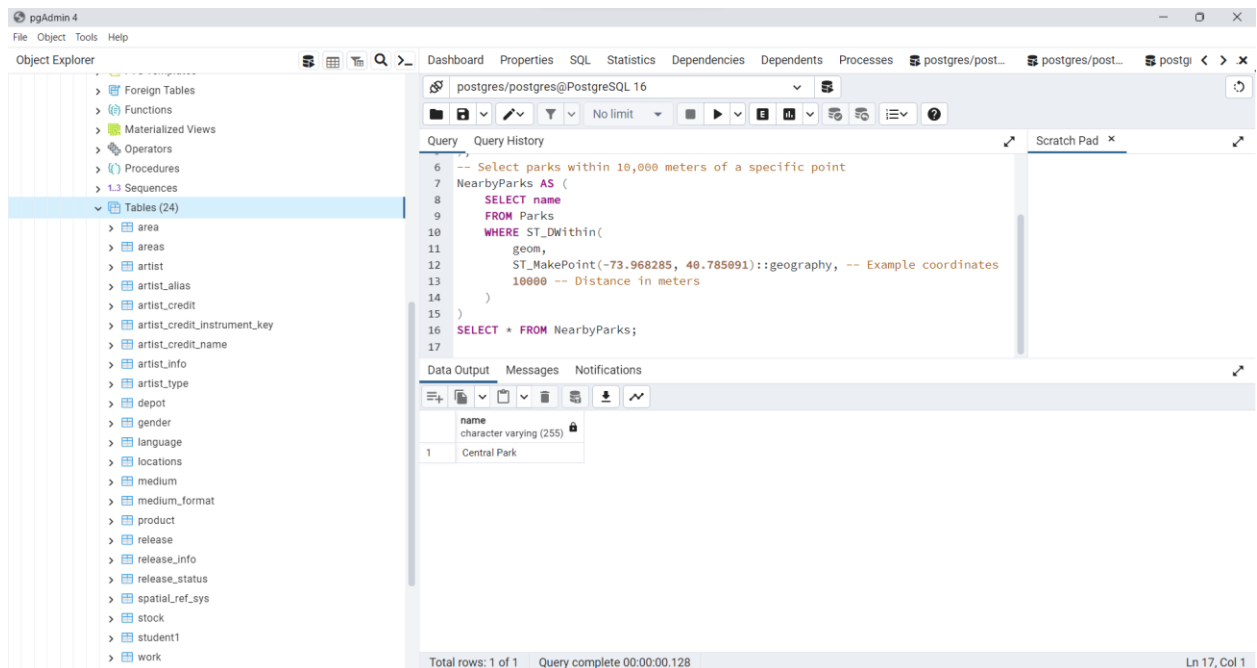 pgAdmin 4
File Object Tools Help
Object Explorer
Dashboard Properties SQL Statistics Dependencies Dependents Processes postgres/post... postgres/post... postgr
Foreign Tables
Functions
Materialized Views
Operators
Procedures
1..3 Sequences
Tables (24)
area
areas
artist
artist_alias
artist_credit
artist_credit_instrument_key
artist_credit_name
artist_info
artist_type
depot
gender
language
locations
medium
medium_format
product
release
release_info
release_status
spatial_ref_sys
stock
student1
work
postgres/postgres@PostgreSQL 16
No limit
E
Query Query History
Scratch Pad
6 -- Select parks within 10,000 meters of a specific point
7 NearbyParks AS (
8 SELECT name
9 FROM Parks
10 WHERE ST_DWithin(
11 geom,
12 ST_MakePoint(-73.968285, 40.785091)::geography, -- Example coordinates
13 10000 -- Distance in meters
14 )
15 )
16 SELECT * FROM NearbyParks;
17
Data Output Messages Notifications
name
character varying (255)
1 Central Park
Total rows: 1 of 1 Query complete 00:00:00.128 Ln 17, Col 1